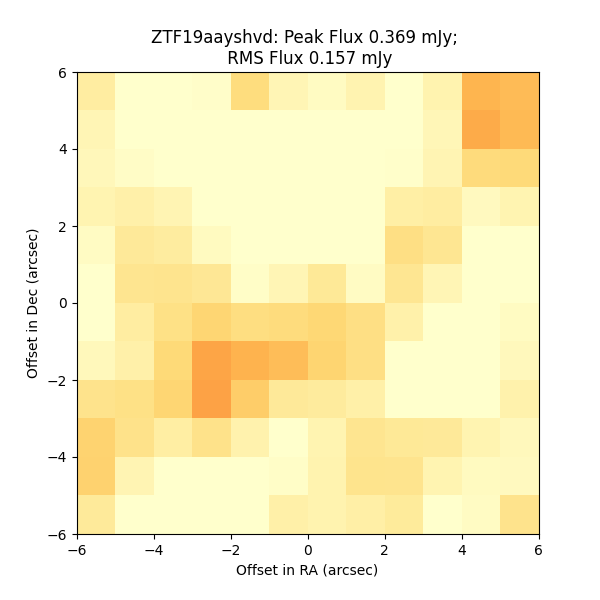 ZTF19aayshvd: Peak Flux 0.369 mJy;
RMS Flux 0.157 mJy
6
4
2
0
−2
−4
−6
Offset in Dec (arcsec)
−6 −4 −2 0 2 4 6
Offset in RA (arcsec)